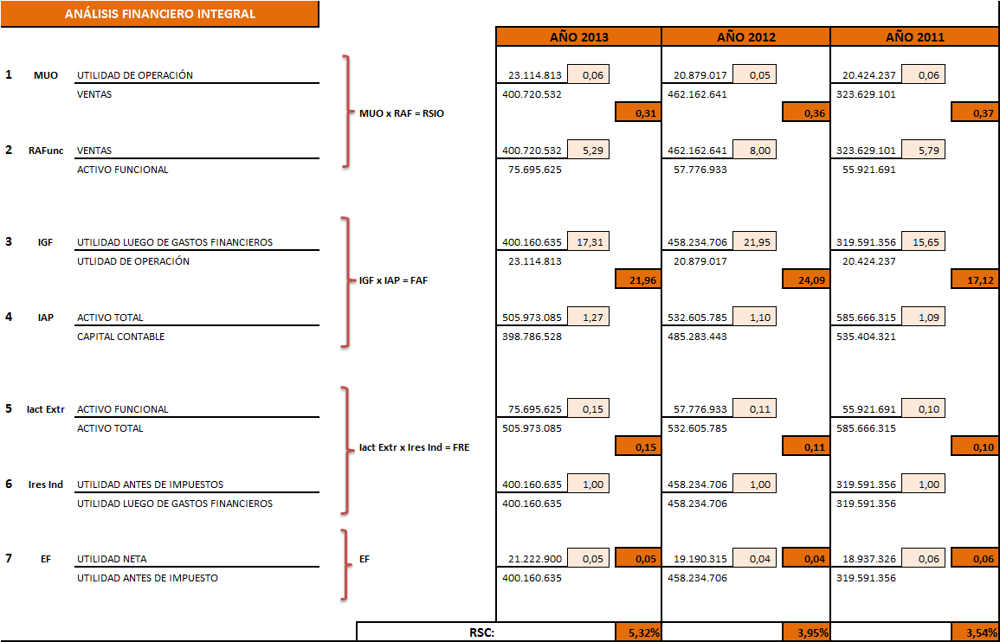 ANÁLISIS FINANCIERO INTEGRAL
AÑO 2013 AÑO 2012 AÑO 2011
1 MUO UTILIDAD DE OPERACIÓN 23.114.813 0,06 20.879.017 0,05 20.424.237 0,06
VENTAS 400.720.532 462.162.641 323.629.101
MUO x RAF = RSIO 0,31 0,36 0,37
2 RAFunc VENTAS 400.720.532 5,29 462.162.641 8,00 323.629.101 5,79
ACTIVO FUNCIONAL 75.695.625 57.776.933 55.921.691
3 IGF UTILIDAD LUEGO DE GASTOS FINANCIEROS 400.160.635 17,31 458.234.706 21,95 319.591.356 15,65
UTLIDAD DE OPERACIÓN 23.114.813 20.879.017 20.424.237
IGF x IAP = FAF 21,96 24,09 17,12
4 IAP ACTIVO TOTAL 505.973.085 1,27 532.605.785 1,10 585.666.315 1,09
CAPITAL CONTABLE 398.786.528 485.283.443 535.404.321
5 Iact Extr ACTIVO FUNCIONAL 75.695.625 0,15 57.776.933 0,11 55.921.691 0,10
ACTIVO TOTAL 505.973.085 532.605.785 585.666.315
Iact Extr x Ires Ind = FRE 0,15 0,11 0,10
6 Ires Ind UTILIDAD ANTES DE IMPUESTOS 400.160.635 1,00 458.234.706 1,00 319.591.356 1,00
UTILIDAD LUEGO DE GASTOS FINANCIEROS 400.160.635 458.234.706 319.591.356
7 EF UTILIDAD NETA EF 21.222.900 0,05 0,05 19.190.315 0,04 0,04 18.937.326 0,06 0,06
UTILIDAD ANTES DE IMPUESTO 400.160.635 458.234.706 319.591.356
RSC: 5,32% 3,95% 3,54%